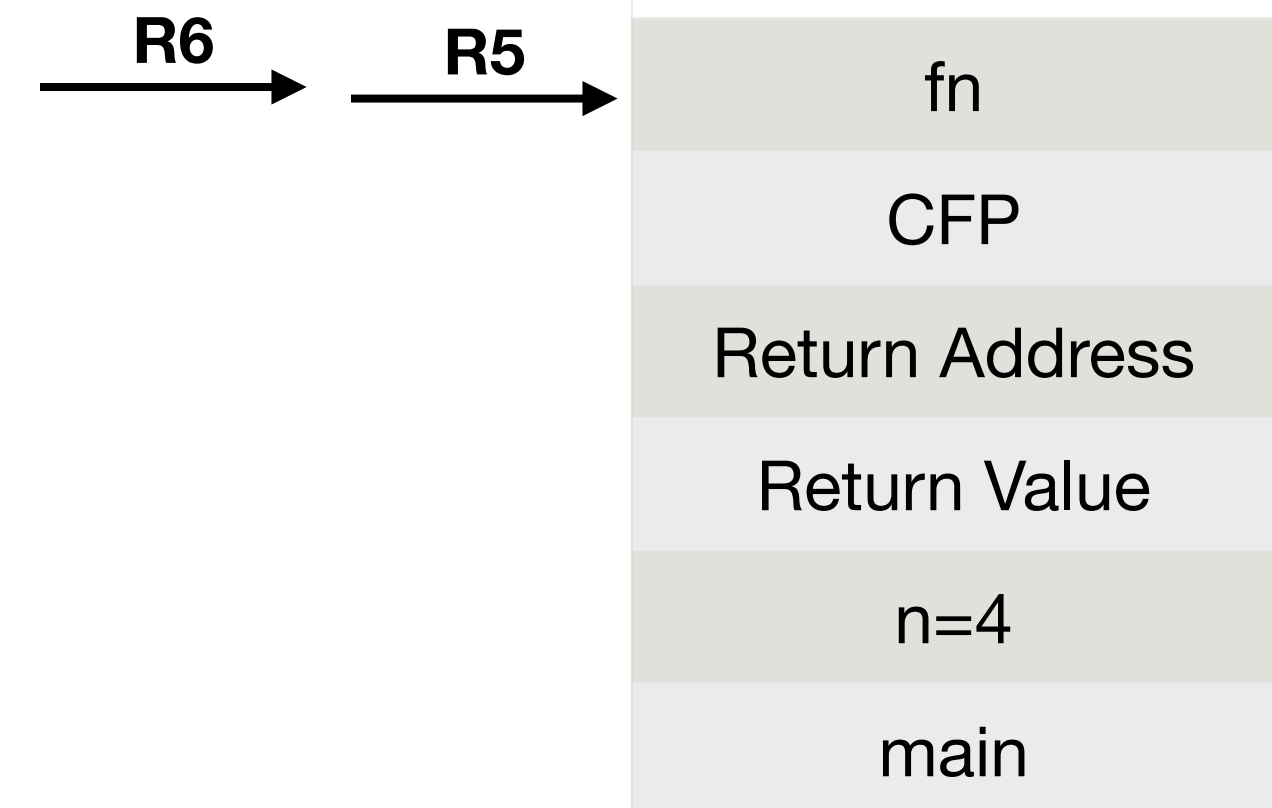 R6
R5
fn
CFP
Return Address
Return Value
n=4
main